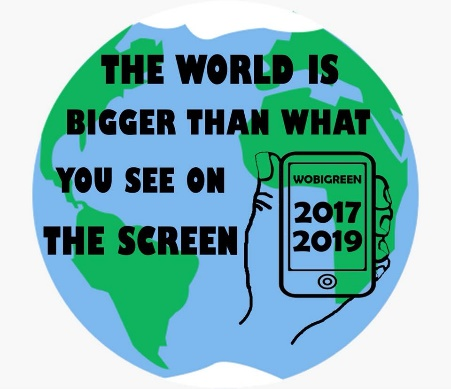 THE WORLD IS
BIGGER THAN WHAT
YOU SEE ON
THE SCREEN
WOBIGREEN
2017
2019